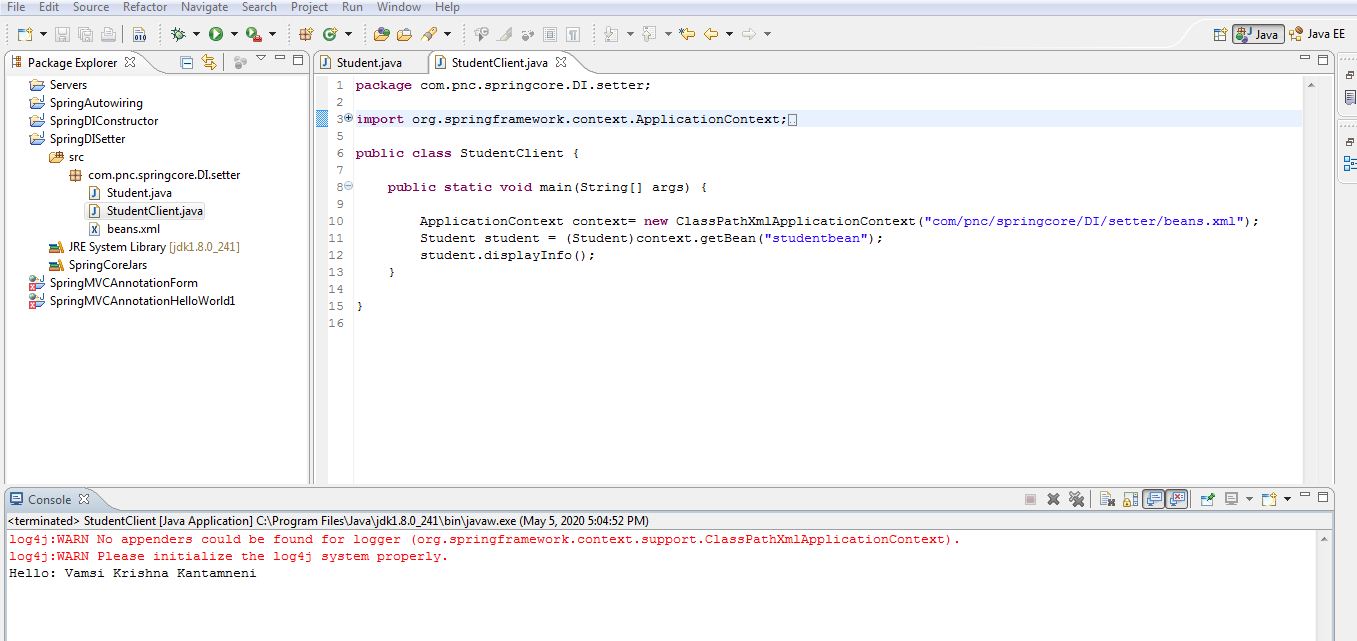 File Edit Source Refactor Navigate Search Project Run Window Help
Java Java EE
Package Explorer
Servers
SpringAutowiring
SpringDIConstructor
SpringDISetter
src
com.pnc.springcore.DI.setter
Student.java
StudentClient.java
beans.xml
JRE System Library [jdk1.8.0_241]
SpringCoreJars
SpringMVCAnnotationForm
SpringMVCAnnotationHelloWorld1
Student.java StudentClient.java
1 package com.pnc.springcore.DI.setter;
2
3 import org.springframework.context.ApplicationContext;
5
6 public class StudentClient {
7
8 public static void main(String[] args) {
9
10 ApplicationContext context= new ClassPathXmlApplicationContext("com/pnc/springcore/DI/setter/beans.xml");
11 Student student = (Student)context.getBean("studentbean");
12 student.displayInfo();
13 }
14
15 }
16
Console
<terminated> StudentClient [Java Application] C:\Program Files\Java\jdk1.8.0_241\bin\javaw.exe (May 5, 2020 5:04:52 PM)
log4j:WARN No appenders could be found for logger (org.springframework.context.support.ClassPathXmlApplicationContext).
log4j:WARN Please initialize the log4j system properly.
Hello: Vamsi Krishna Kantamneni